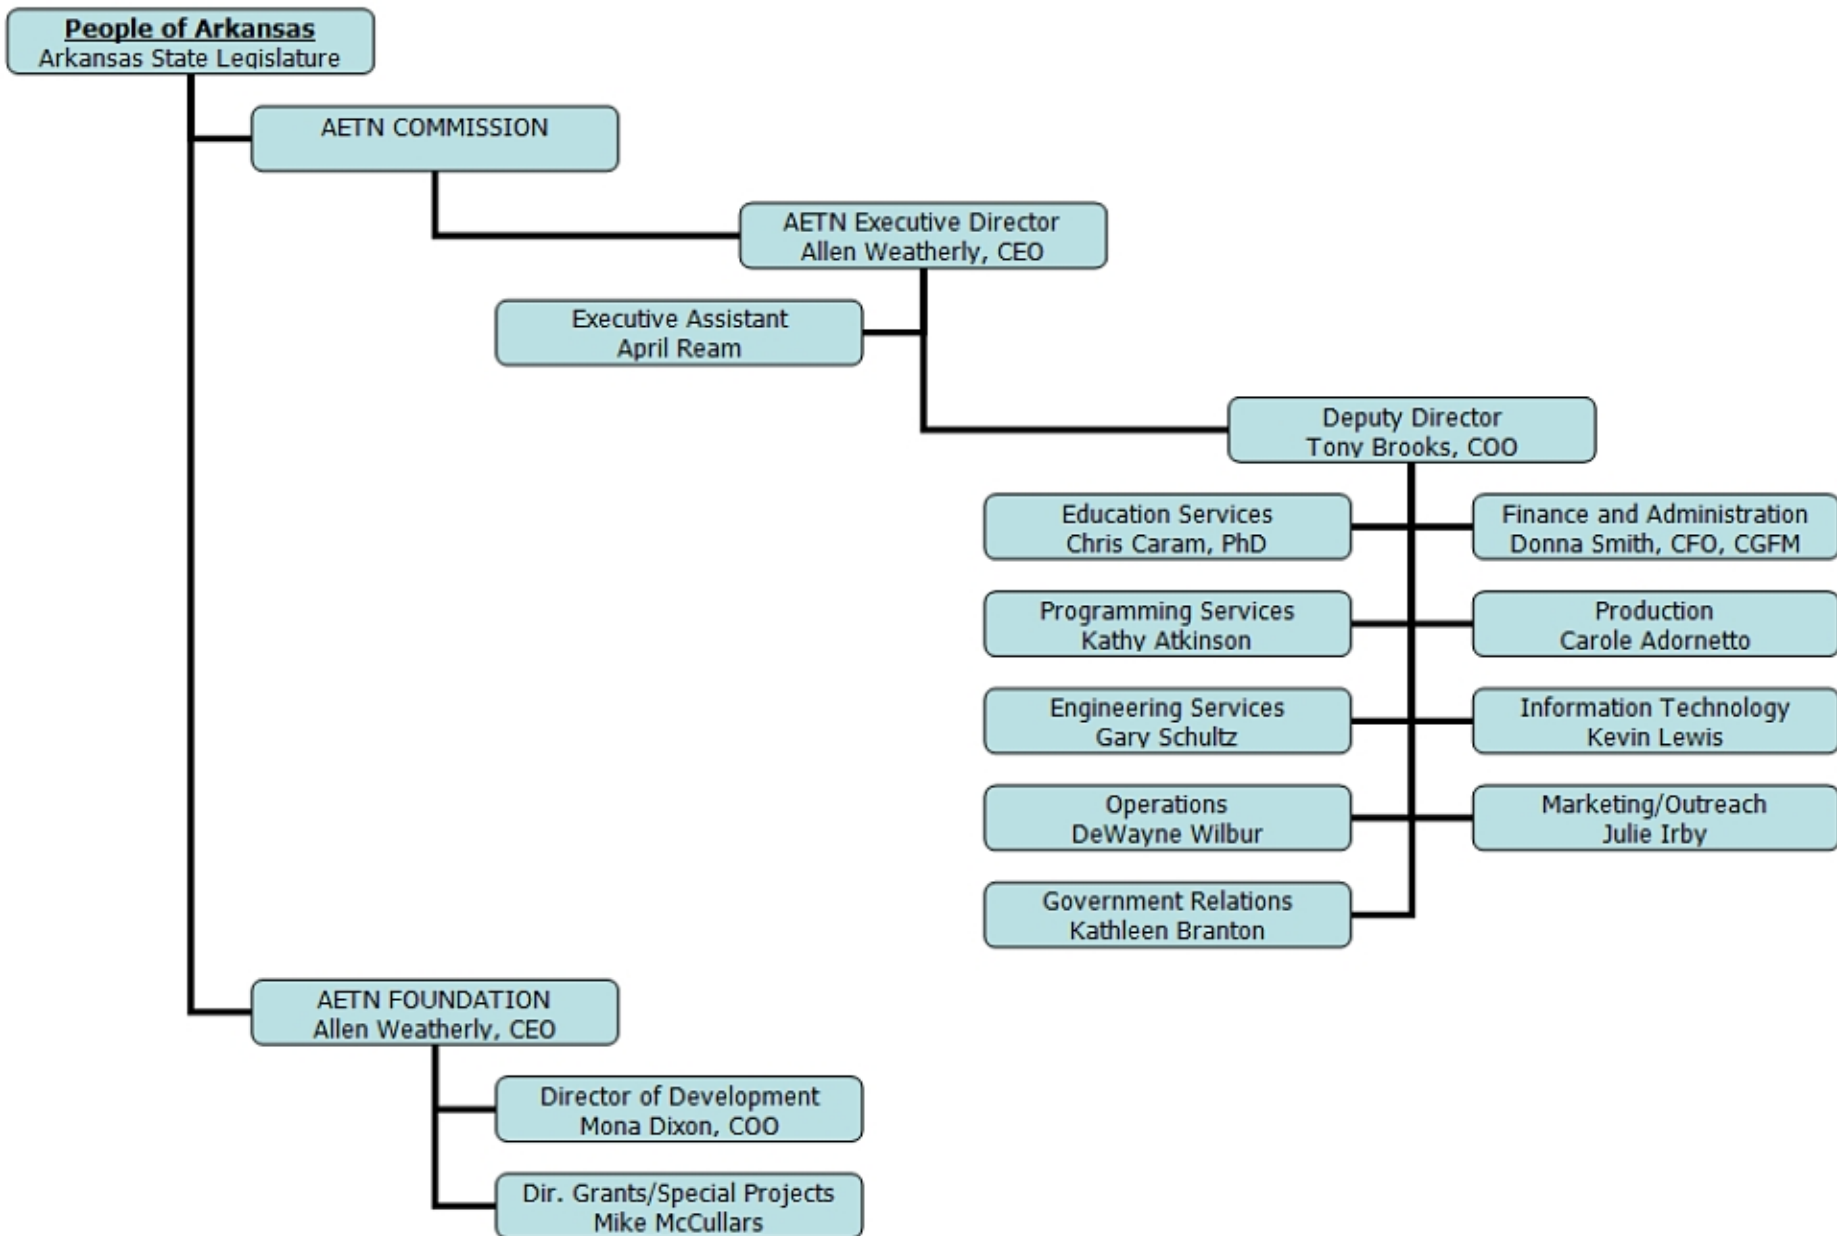 People of Arkansas
Arkansas State Legislature
AETN COMMISSION
AETN Executive Director
Allen Weatherly, CEO
Executive Assistant
April Ream
Deputy Director
Tony Brooks, COO
Education Services
Chris Caram, PhD
Finance and Administration
Donna Smith, CFO, CGFM
Programming Services
Kathy Atkinson
Production
Carole Adornetto
Engineering Services
Gary Schultz
Information Technology
Kevin Lewis
Operations
DeWayne Wilbur
Marketing/Outreach
Julie Irby
Government Relations
Kathleen Branton
AETN FOUNDATION
Allen Weatherly, CEO
Director of Development
Mona Dixon, COO
Dir. Grants/Special Projects
Mike McCullars